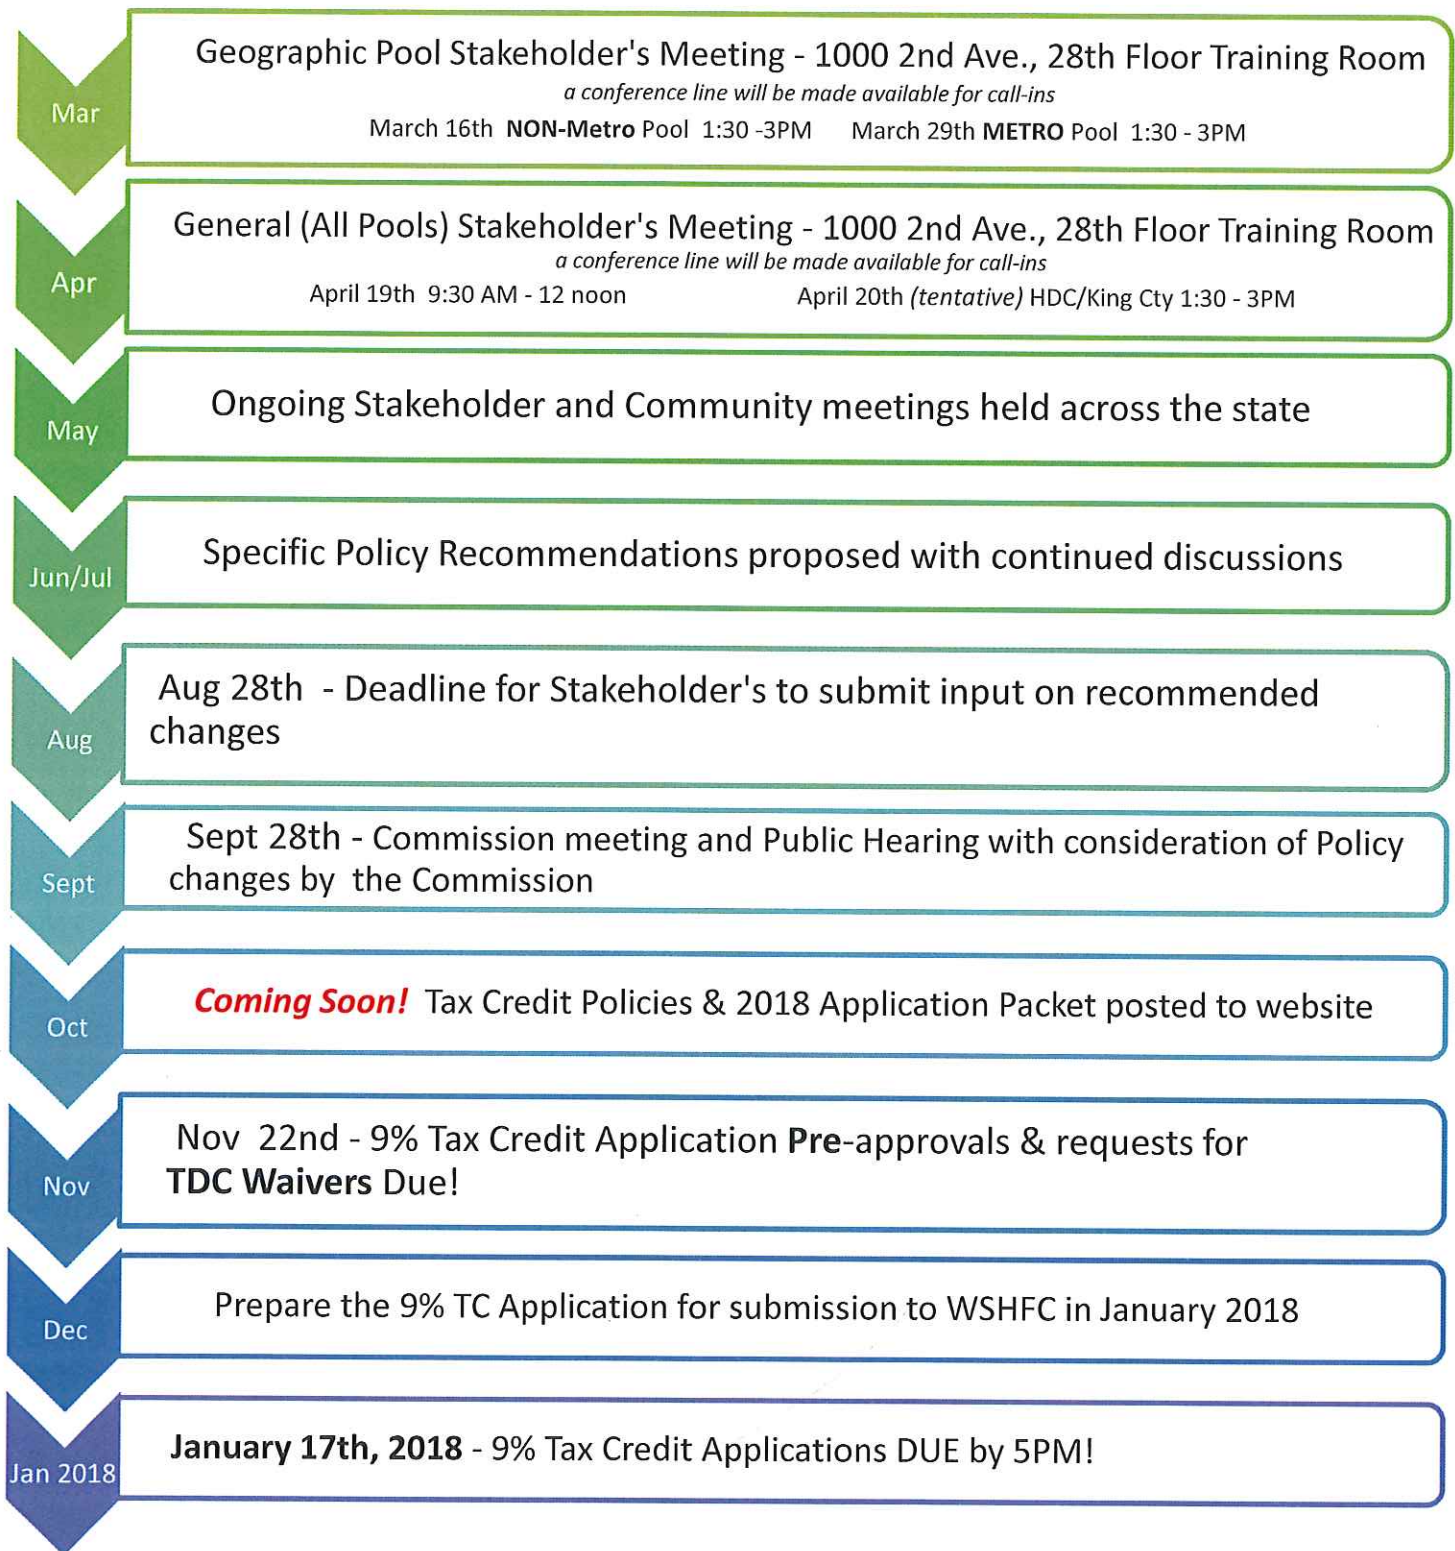 Mar
Geographic Pool Stakeholder's Meeting - 1000 2nd Ave., 28th Floor Training Room
a conference line will be made available for call-ins
March 16th NON-Metro Pool 1:30 -3PM March 29th METRO Pool 1:30 - 3PM
Apr
General (All Pools) Stakeholder's Meeting - 1000 2nd Ave., 28th Floor Training Room
a conference line will be made available for call-ins
April 19th 9:30 AM - 12 noon April 20th (tentative) HDC/King Cty 1:30 - 3PM
May
Ongoing Stakeholder and Community meetings held across the state
Jun/Jul
Specific Policy Recommendations proposed with continued discussions
Aug
Aug 28th - Deadline for Stakeholder's to submit input on recommended
changes
Sept
Sept 28th - Commission meeting and Public Hearing with consideration of Policy
changes by the Commission
Oct
Coming Soon! Tax Credit Policies & 2018 Application Packet posted to website
Nov
Nov 22nd - 9% Tax Credit Application Pre-approvals & requests for
TDC Waivers Due!
Dec
Prepare the 9% TC Application for submission to WSHFC in January 2018
Jan 2018
January 17th, 2018 - 9% Tax Credit Applications DUE by 5PM!